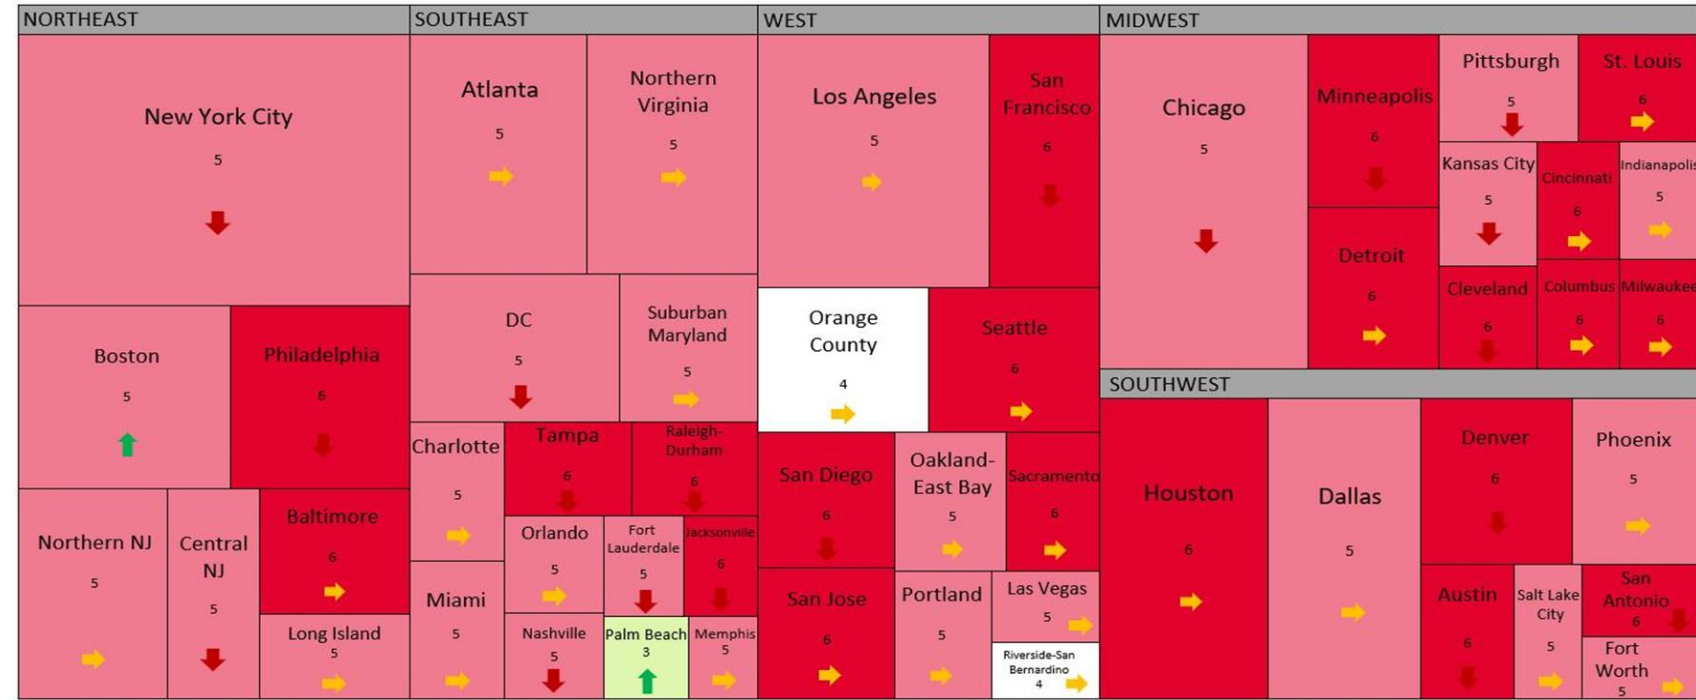 NORTHEAST
New York City
5
Boston
5
Philadelphia
6
Northern NJ
5
Central
NJ
5
Baltimore
6
Long Island
5
SOUTHEAST
Atlanta
5
Northern
Virginia
5
DC
5
Suburban
Maryland
5
Charlotte
5
Tampa
6
Raleigh-
Durham
6
Miami
5
Orlando
5
Fort
Lauderdale
5
Jacksonville
6
Nashville
5
Palm Beach
3
Memphis
5
WEST
Los Angeles
5
San
Francisco
6
Orange
County
4
Seattle
6
San Diego
6
Oakland-
East Bay
5
Sacramento
6
San Jose
6
Portland
5
Las Vegas
5
Riverside-San
Bernardino
4
MIDWEST
Chicago
5
Minneapolis
6
Detroit
6
Pittsburgh
5
St. Louis
6
Kansas City
5
Cincinnati
6
Indianapolis
5
Cleveland
6
Columbus
6
Milwaukee
6
SOUTHWEST
Houston
6
Dallas
5
Denver
6
Phoenix
5
Austin
6
Salt Lake
City
5
San
Antonio
6
Fort
Worth
5